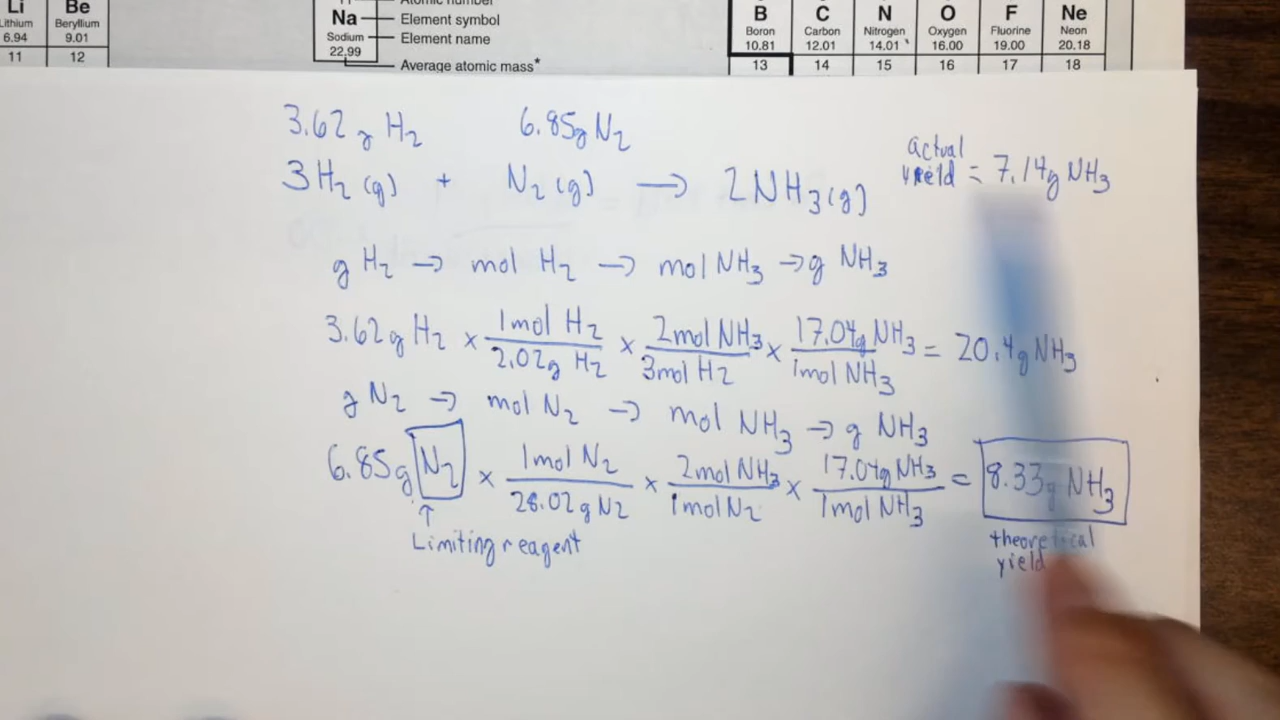 Li Be
Lithium Beryllium
6.94 9.01
11 12
Na Element symbol
Sodium Element name
22.99
Average atomic mass*
B C N O F Ne
Boron Carbon Nitrogen Oxygen Fluorine Neon
10.81 12.01 14.01 16.00 19.00 20.18
13 14 15 16 17 18
3.62g H₂ 6.85g N₂
3H₂(g) + N₂(g) → 2NH₃(g)
actual
yield = 7.14g NH₃
g H₂ → mol H₂ → mol NH₃ → g NH₃
3.62g H₂ × 1mol H₂/2.02g H₂ × 2mol NH₃/3mol H₂ × 17.04g NH₃/1mol NH₃ = 20.4g NH₃
g N₂ → mol N₂ → mol NH₃ → g NH₃
6.85g N₂ × 1mol N₂/28.02g N₂ × 2mol NH₃/1mol N₂ × 17.04g NH₃/1mol NH₃ = 8.33g NH₃
↑
Limiting reagent
theoretical
yield